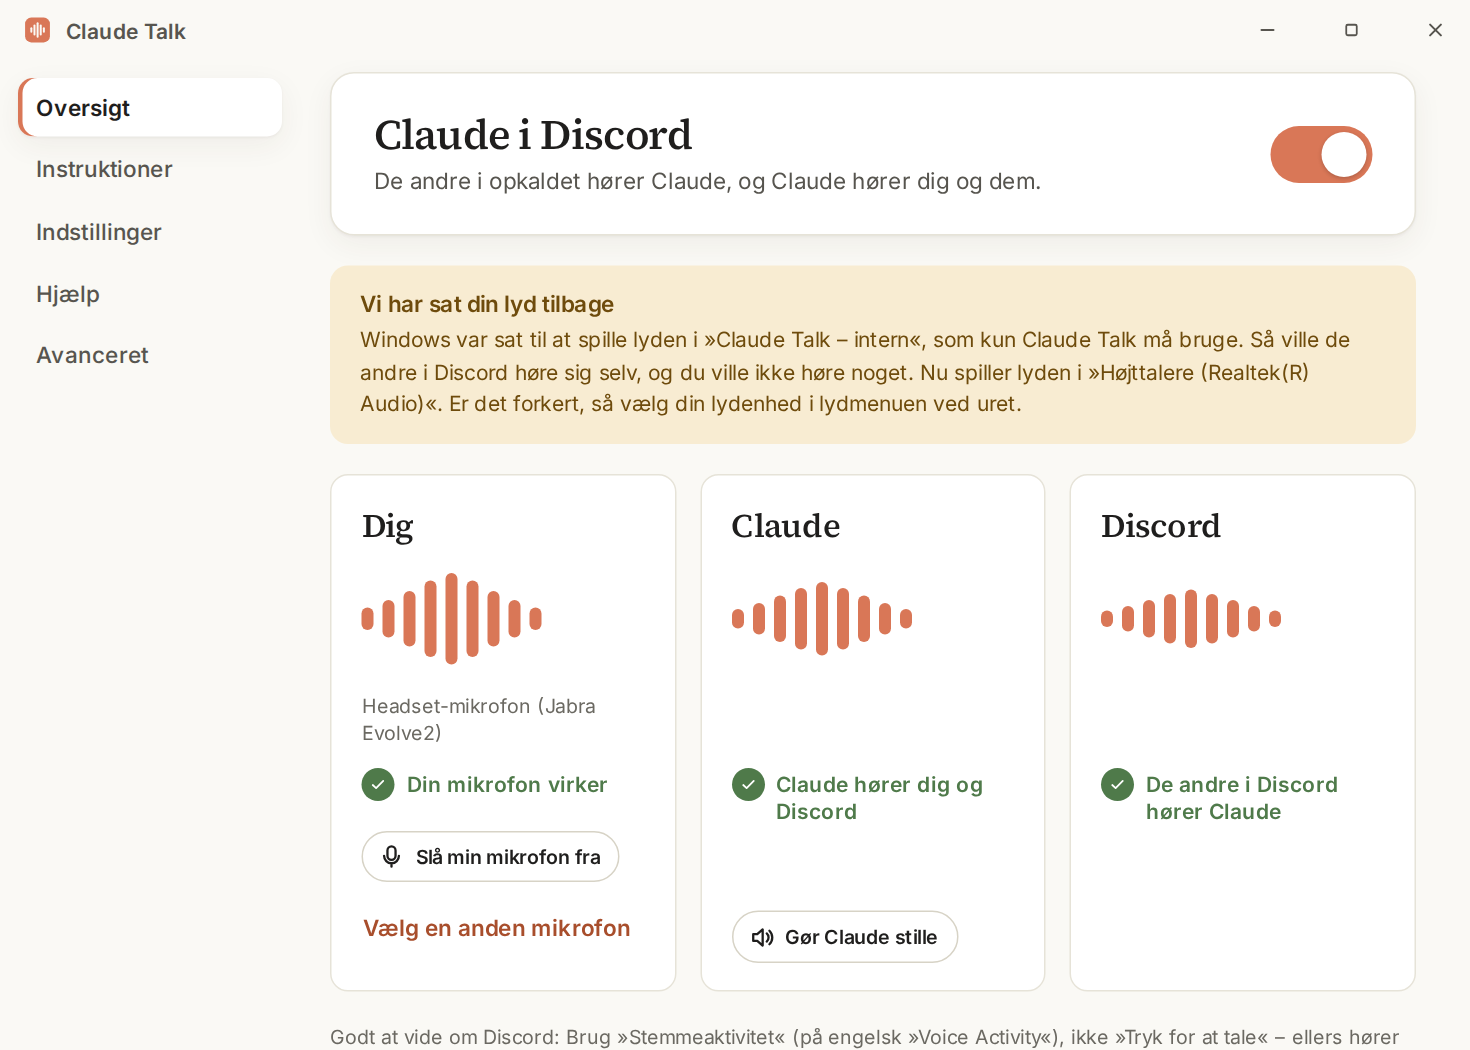 Claude Talk
Oversigt
Instruktioner
Indstillinger
Hjælp
Avanceret
Claude i Discord
De andre i opkaldet hører Claude, og Claude hører dig og dem.
Vi har sat din lyd tilbage
Windows var sat til at spille lyden i »Claude Talk – intern«, som kun Claude Talk må bruge. Så ville de
andre i Discord høre sig selv, og du ville ikke høre noget. Nu spiller lyden i »Højttalere (Realtek(R)
Audio)«. Er det forkert, så vælg din lydenhed i lydmenuen ved uret.
Dig
Headset-mikrofon (Jabra
Evolve2)
Din mikrofon virker
Slå min mikrofon fra
Vælg en anden mikrofon
Claude
Claude hører dig og
Discord
Gør Claude stille
Discord
De andre i Discord
hører Claude
Godt at vide om Discord: Brug »Stemmeaktivitet« (på engelsk »Voice Activity«), ikke »Tryk for at tale« – ellers hører